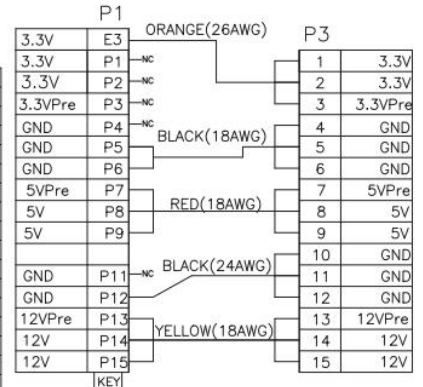 P1
3.3V E3 ORANGE(26AWG) P3
3.3V P1 NC 1 3.3V
3.3V P2 NC 2 3.3V
3.3VPre P3 NC 3 3.3VPre
GND P4 NC 4 GND
GND P5 BLACK(18AWG) 5 GND
GND P6 6 GND
5VPre P7 7 5VPre
5V P8 RED(18AWG) 8 5V
5V P9 9 5V
10 GND
GND P11 NC BLACK(24AWG) 11 GND
GND P12 12 GND
12VPre P13 13 12VPre
12V P14 YELLOW(18AWG) 14 12V
12V P15 15 12V
KEY